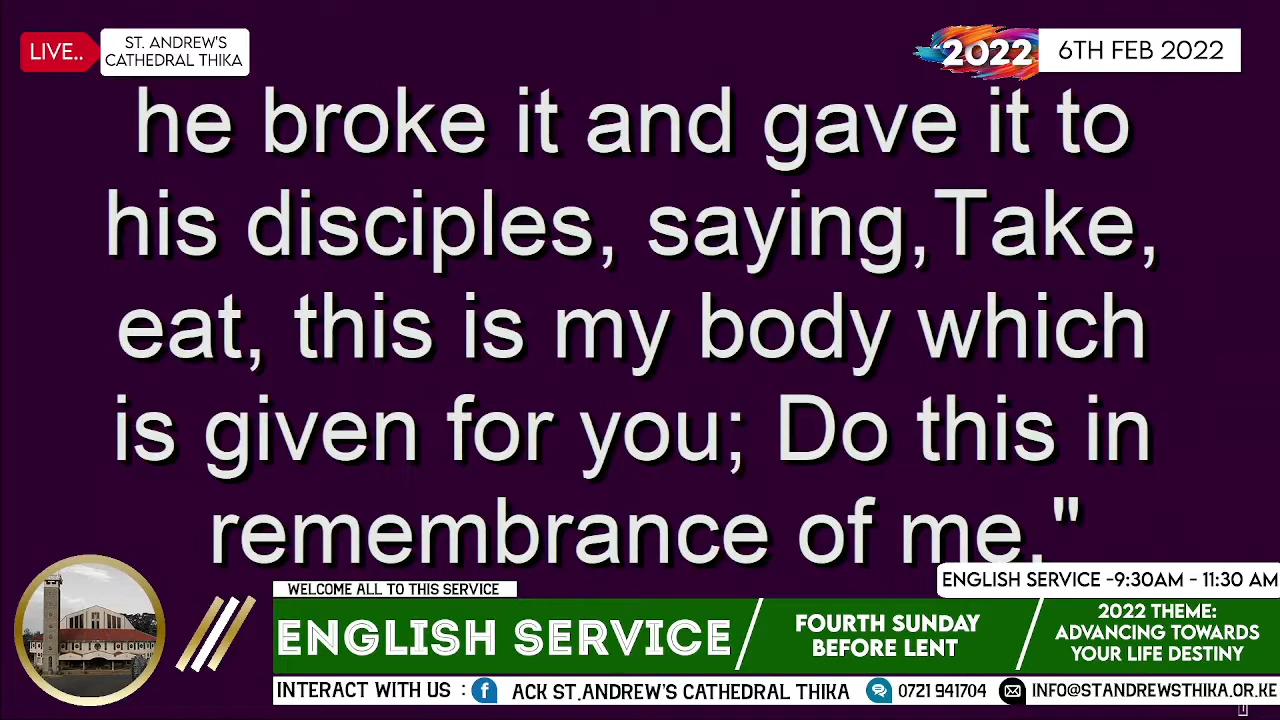 LIVE..
ST. ANDREW'S
CATHEDRAL THIKA
2022
6TH FEB 2022
he broke it and gave it to
his disciples, saying,Take,
eat, this is my body which
is given for you; Do this in
remembrance of me."
ENGLISH SERVICE -9:30AM - 11:30 AM
WELCOME ALL TO THIS SERVICE
ENGLISH SERVICE
FOURTH SUNDAY
BEFORE LENT
2022 THEME:
ADVANCING TOWARDS
YOUR LIFE DESTINY
INTERACT WITH US : f ACK ST.ANDREW'S CATHEDRAL THIKA 0721 941704 INFO@STANDREWSTHIKA.OR.KE